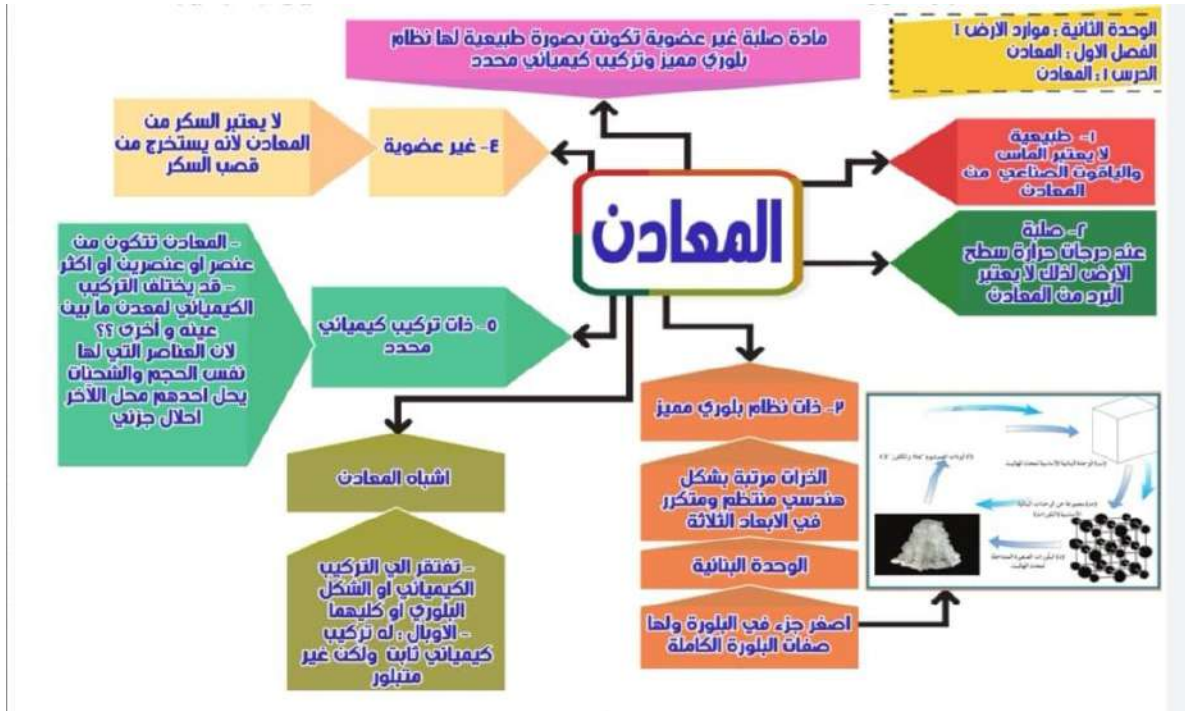 الوحدة الثانية : موارد الارض ١
الفصل الاول : المعادن
الدرس ١ : المعادن
مادة صلبة غير عضوية تكونت بصورة طبيعية لها نظام
بلوري مميز وتركيب كيميائي محدد
المعادن
١- طبيعية
لا يعتبر الماس
والياقوت الصناعي من
المعادن
٢- صلبة
عند درجات حرارة سطح
الارض لذلك لا يعتبر
البرد من المعادن
٣- ذات نظام بلوري مميز
الذرات مرتبة بشكل
هندسي منتظم ومتكرر
في الابعاد الثلاثة
الوحدة البنائية
اصغر جزء في البلورة ولها
صفات البلورة الكاملة
٤- غير عضوية
لا يعتبر السكر من
المعادن لانه يستخرج من
قصب السكر
٥- ذات تركيب كيميائي
محدد
- المعادن تتكون من
عنصر او عنصرين او اكثر
- قد يختلف التركيب
الكيميائي لمعدن ما بين
عينه و أخرى ؟؟
لان العناصر التي لها
نفس الحجم والشحنات
يحل احدهم محل اللآخر
احلال جزئي
اشباه المعادن
- تفتقر الي التركيب
الكيميائي او الشكل
البلوري او كليهما
- الاوبال : له تركيب
كيميائي ثابت ولكن غير
متبلور